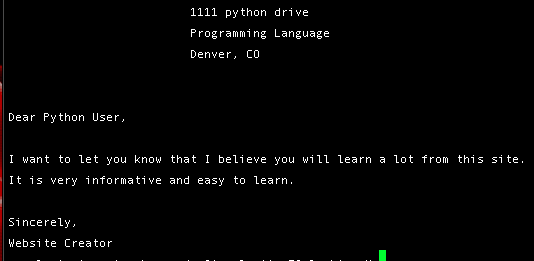 1111 python drive
Programming Language
Denver, CO
Dear Python User,
I want to let you know that I believe you will learn a lot from this site.
It is very informative and easy to learn.
Sincerely,
Website Creator